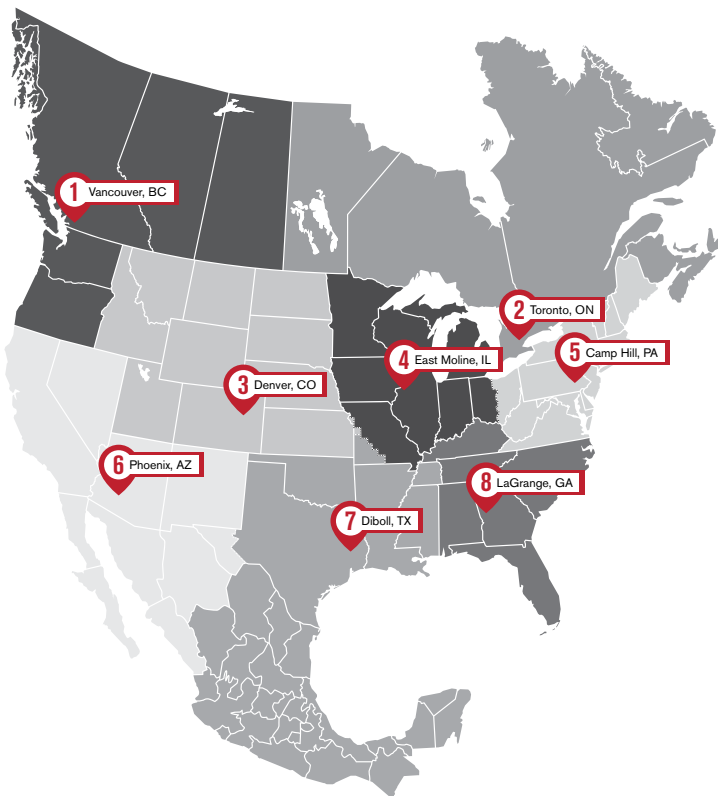 1 Vancouver, BC
2 Toronto, ON
3 Denver, CO
4 East Moline, IL
5 Camp Hill, PA
6 Phoenix, AZ
7 Diboll, TX
8 LaGrange, GA